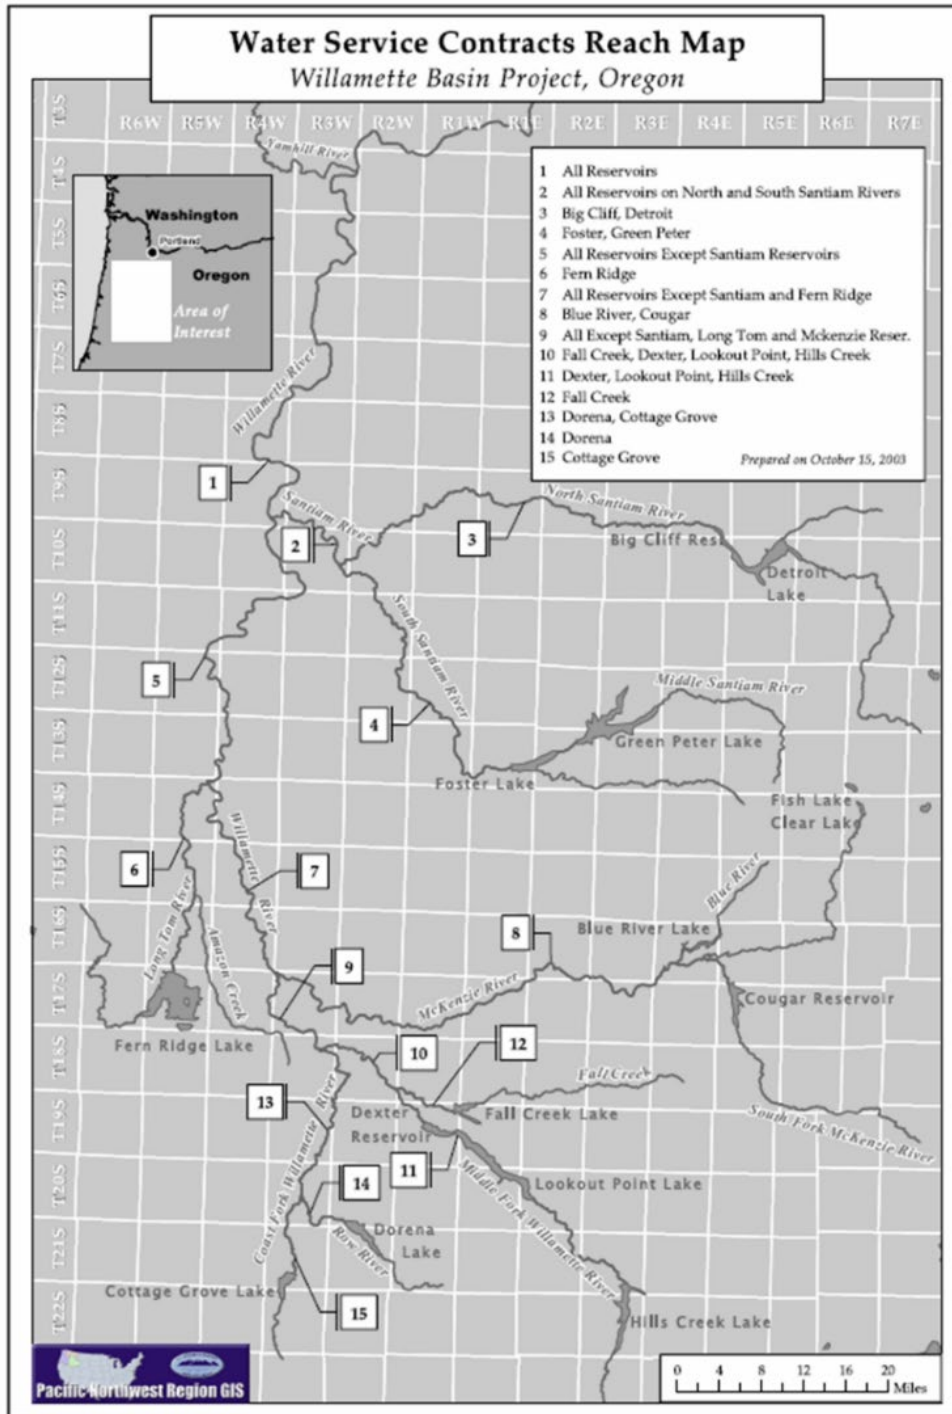 Water Service Contracts Reach Map
Willamette Basin Project, Oregon
R6W R5W R4W R3W R2W R1W R1E R2E R3E R4E R5E R6E R7E
T3S
T4S
T5S
T6S
T7S
T8S
T9S
T10S
T11S
T12S
T13S
T14S
T15S
T16S
T17S
T18S
T19S
T20S
T21S
T22S
Washington
Portland
Oregon
Area of
Interest
1 All Reservoirs
2 All Reservoirs on North and South Santiam Rivers
3 Big Cliff, Detroit
4 Foster, Green Peter
5 All Reservoirs Except Santiam Reservoirs
6 Fern Ridge
7 All Reservoirs Except Santiam and Fern Ridge
8 Blue River, Cougar
9 All Except Santiam, Long Tom and Mckenzie Reser.
10 Fall Creek, Dexter, Lookout Point, Hills Creek
11 Dexter, Lookout Point, Hills Creek
12 Fall Creek
13 Dorena, Cottage Grove
14 Dorena
15 Cottage Grove
Prepared on October 15, 2003
Yamhill River
Willamette River
1
Santiam River
2
3
North Santiam River
Big Cliff Res
Detroit
Lake
South Santiam River
5
4
Middle Santiam River
Green Peter Lake
Foster Lake
Fish Lake
Clear Lake
Willamette River
6
7
Long Tom River
Amazon Creek
8
Blue River
Blue River Lake
9
McKenzie River
Cougar Reservoir
Fern Ridge Lake
10
12
Fall Creek
13
Dexter
Reservoir
Fall Creek Lake
South Fork McKenzie River
Coast Fork Willamette River
14
11
Lookout Point Lake
Middle Fork Willamette River
Dorena
Lake
Row River
Cottage Grove Lake
15
Hills Creek Lake
Pacific Northwest Region GIS
0 4 8 12 16 20
Miles